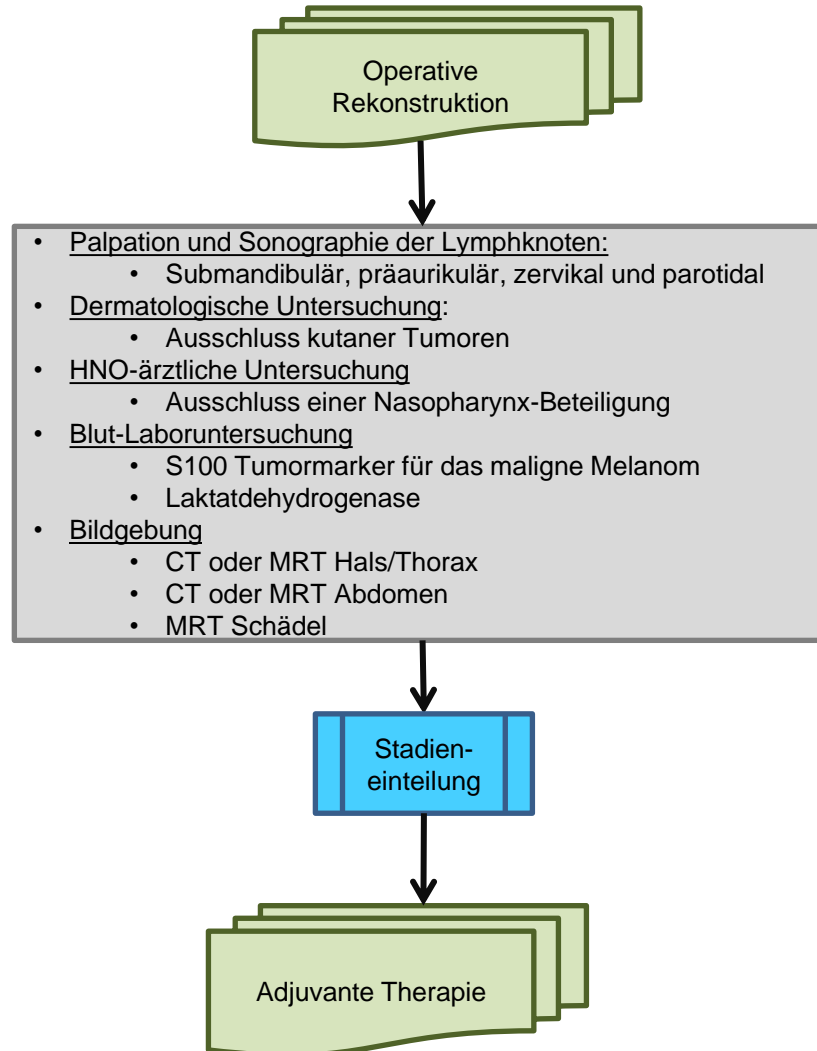 Operative
Rekonstruktion
• Palpation und Sonographie der Lymphknoten:
• Submandibulär, präaurikulär, zervikal und parotidal
• Dermatologische Untersuchung:
• Ausschluss kutaner Tumoren
• HNO-ärztliche Untersuchung
• Ausschluss einer Nasopharynx-Beteiligung
• Blut-Laboruntersuchung
• S100 Tumormarker für das maligne Melanom
• Laktatdehydrogenase
• Bildgebung
• CT oder MRT Hals/Thorax
• CT oder MRT Abdomen
• MRT Schädel
Stadien-
einteilung
Adjuvante Therapie